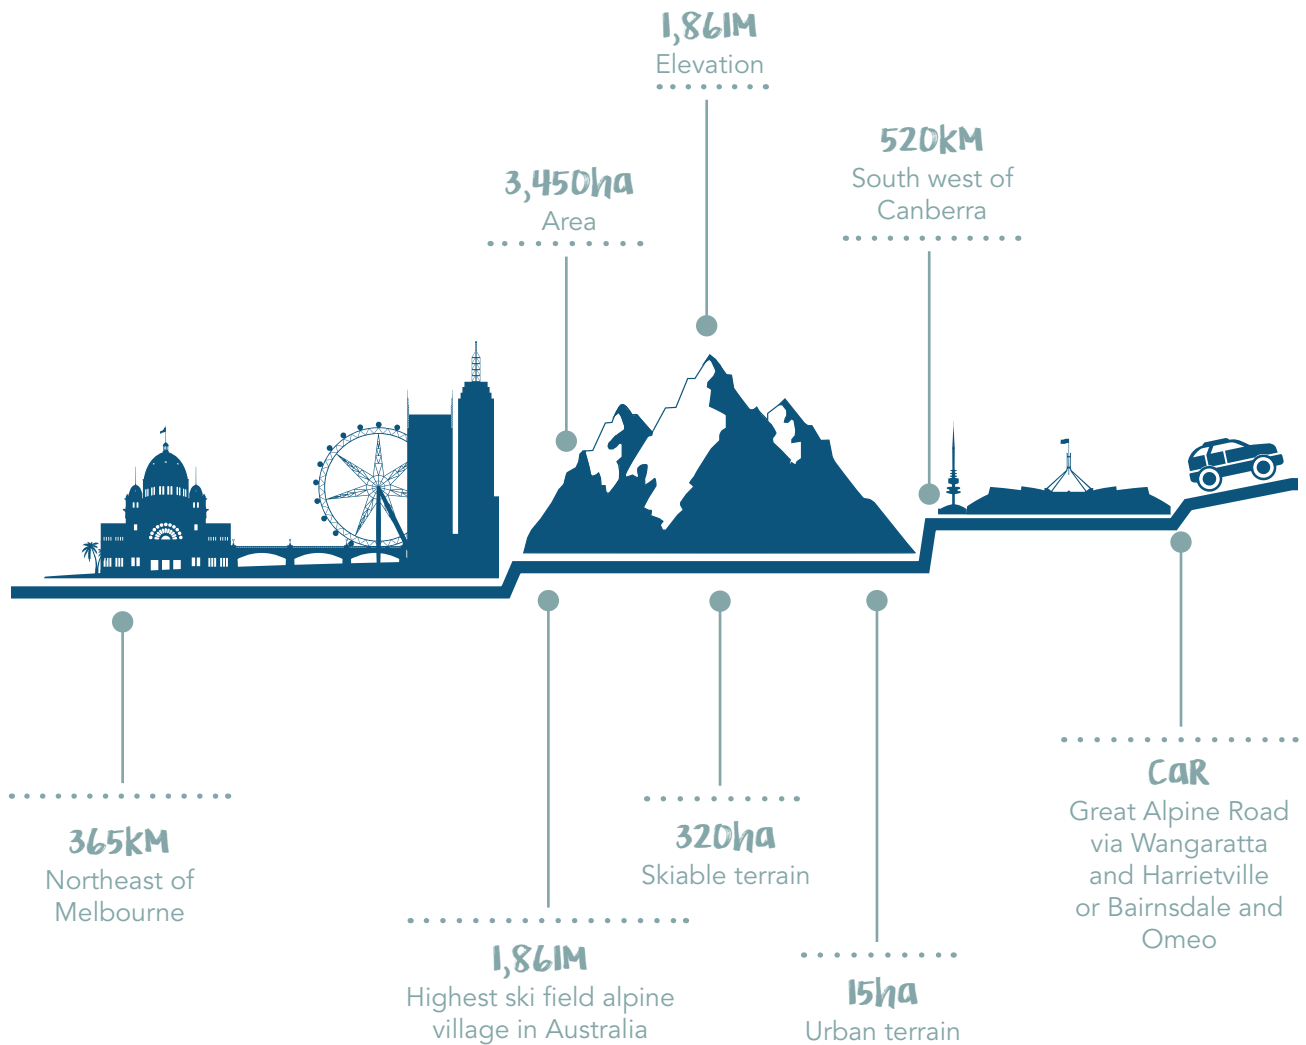 1,861M
Elevation
520KM
South west of
Canberra
3,450ha
Area
365KM
Northeast of
Melbourne
1,861M
Highest ski field alpine
village in Australia
320ha
Skiable terrain
15ha
Urban terrain
CaR
Great Alpine Road
via Wangaratta
and Harrietville
or Bairnsdale and
Omeo